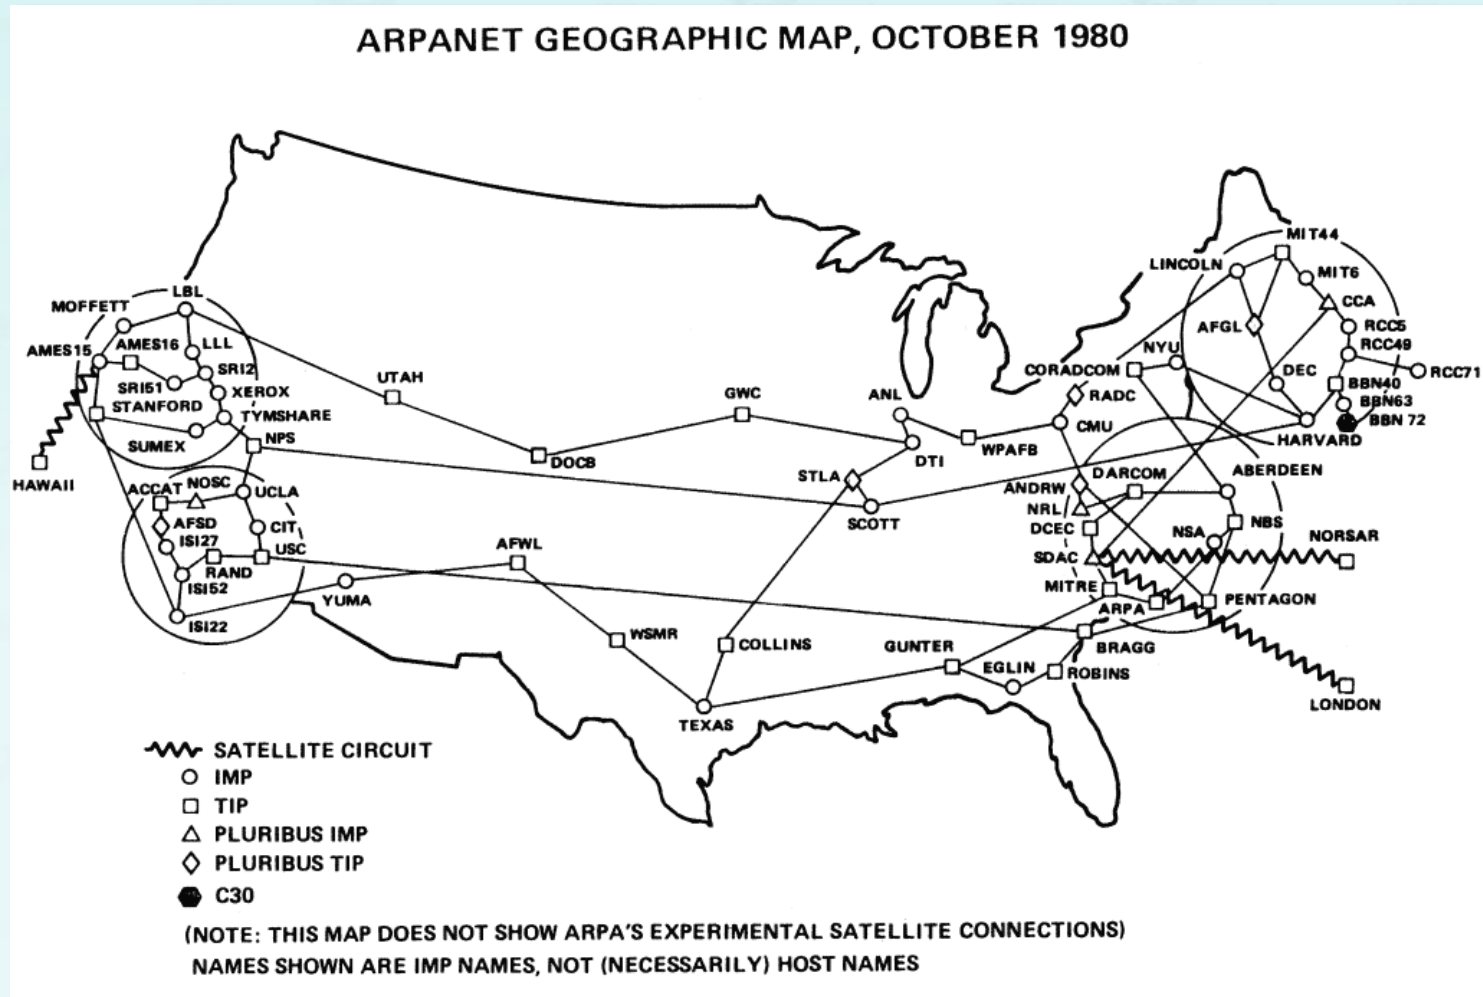 ARPANET GEOGRAPHIC MAP, OCTOBER 1980
MIT44
LINCOLN
MIT6
CCA
AFGL
RCC5
RCC49
RCC71
DEC
BBN40
BBN63
BBN 72
HARVARD
NYU
CORADCOM
RADC
CMU
MOFFETT
LBL
AMES15
AMES16
LLL
SRI2
SRI51
XEROX
STANFORD
TYMSHARE
SUMEX
NPS
HAWAII
UTAH
GWC
ANL
DOCB
DTI
WPAFB
STLA
SCOTT
DARCOM
ABERDEEN
ANDRW
NRL
DCEC
NSA
NBS
SDAC
NORSAR
MITRE
ARPA
PENTAGON
ACCAT
NOSC
UCLA
AFSD
CIT
ISI27
USC
RAND
ISI52
ISI22
YUMA
AFWL
WSMR
COLLINS
GUNTER
BRAGG
EGLIN
ROBINS
TEXAS
LONDON
SATELLITE CIRCUIT
IMP
TIP
PLURIBUS IMP
PLURIBUS TIP
C30
(NOTE: THIS MAP DOES NOT SHOW ARPA'S EXPERIMENTAL SATELLITE CONNECTIONS)
NAMES SHOWN ARE IMP NAMES, NOT (NECESSARILY) HOST NAMES